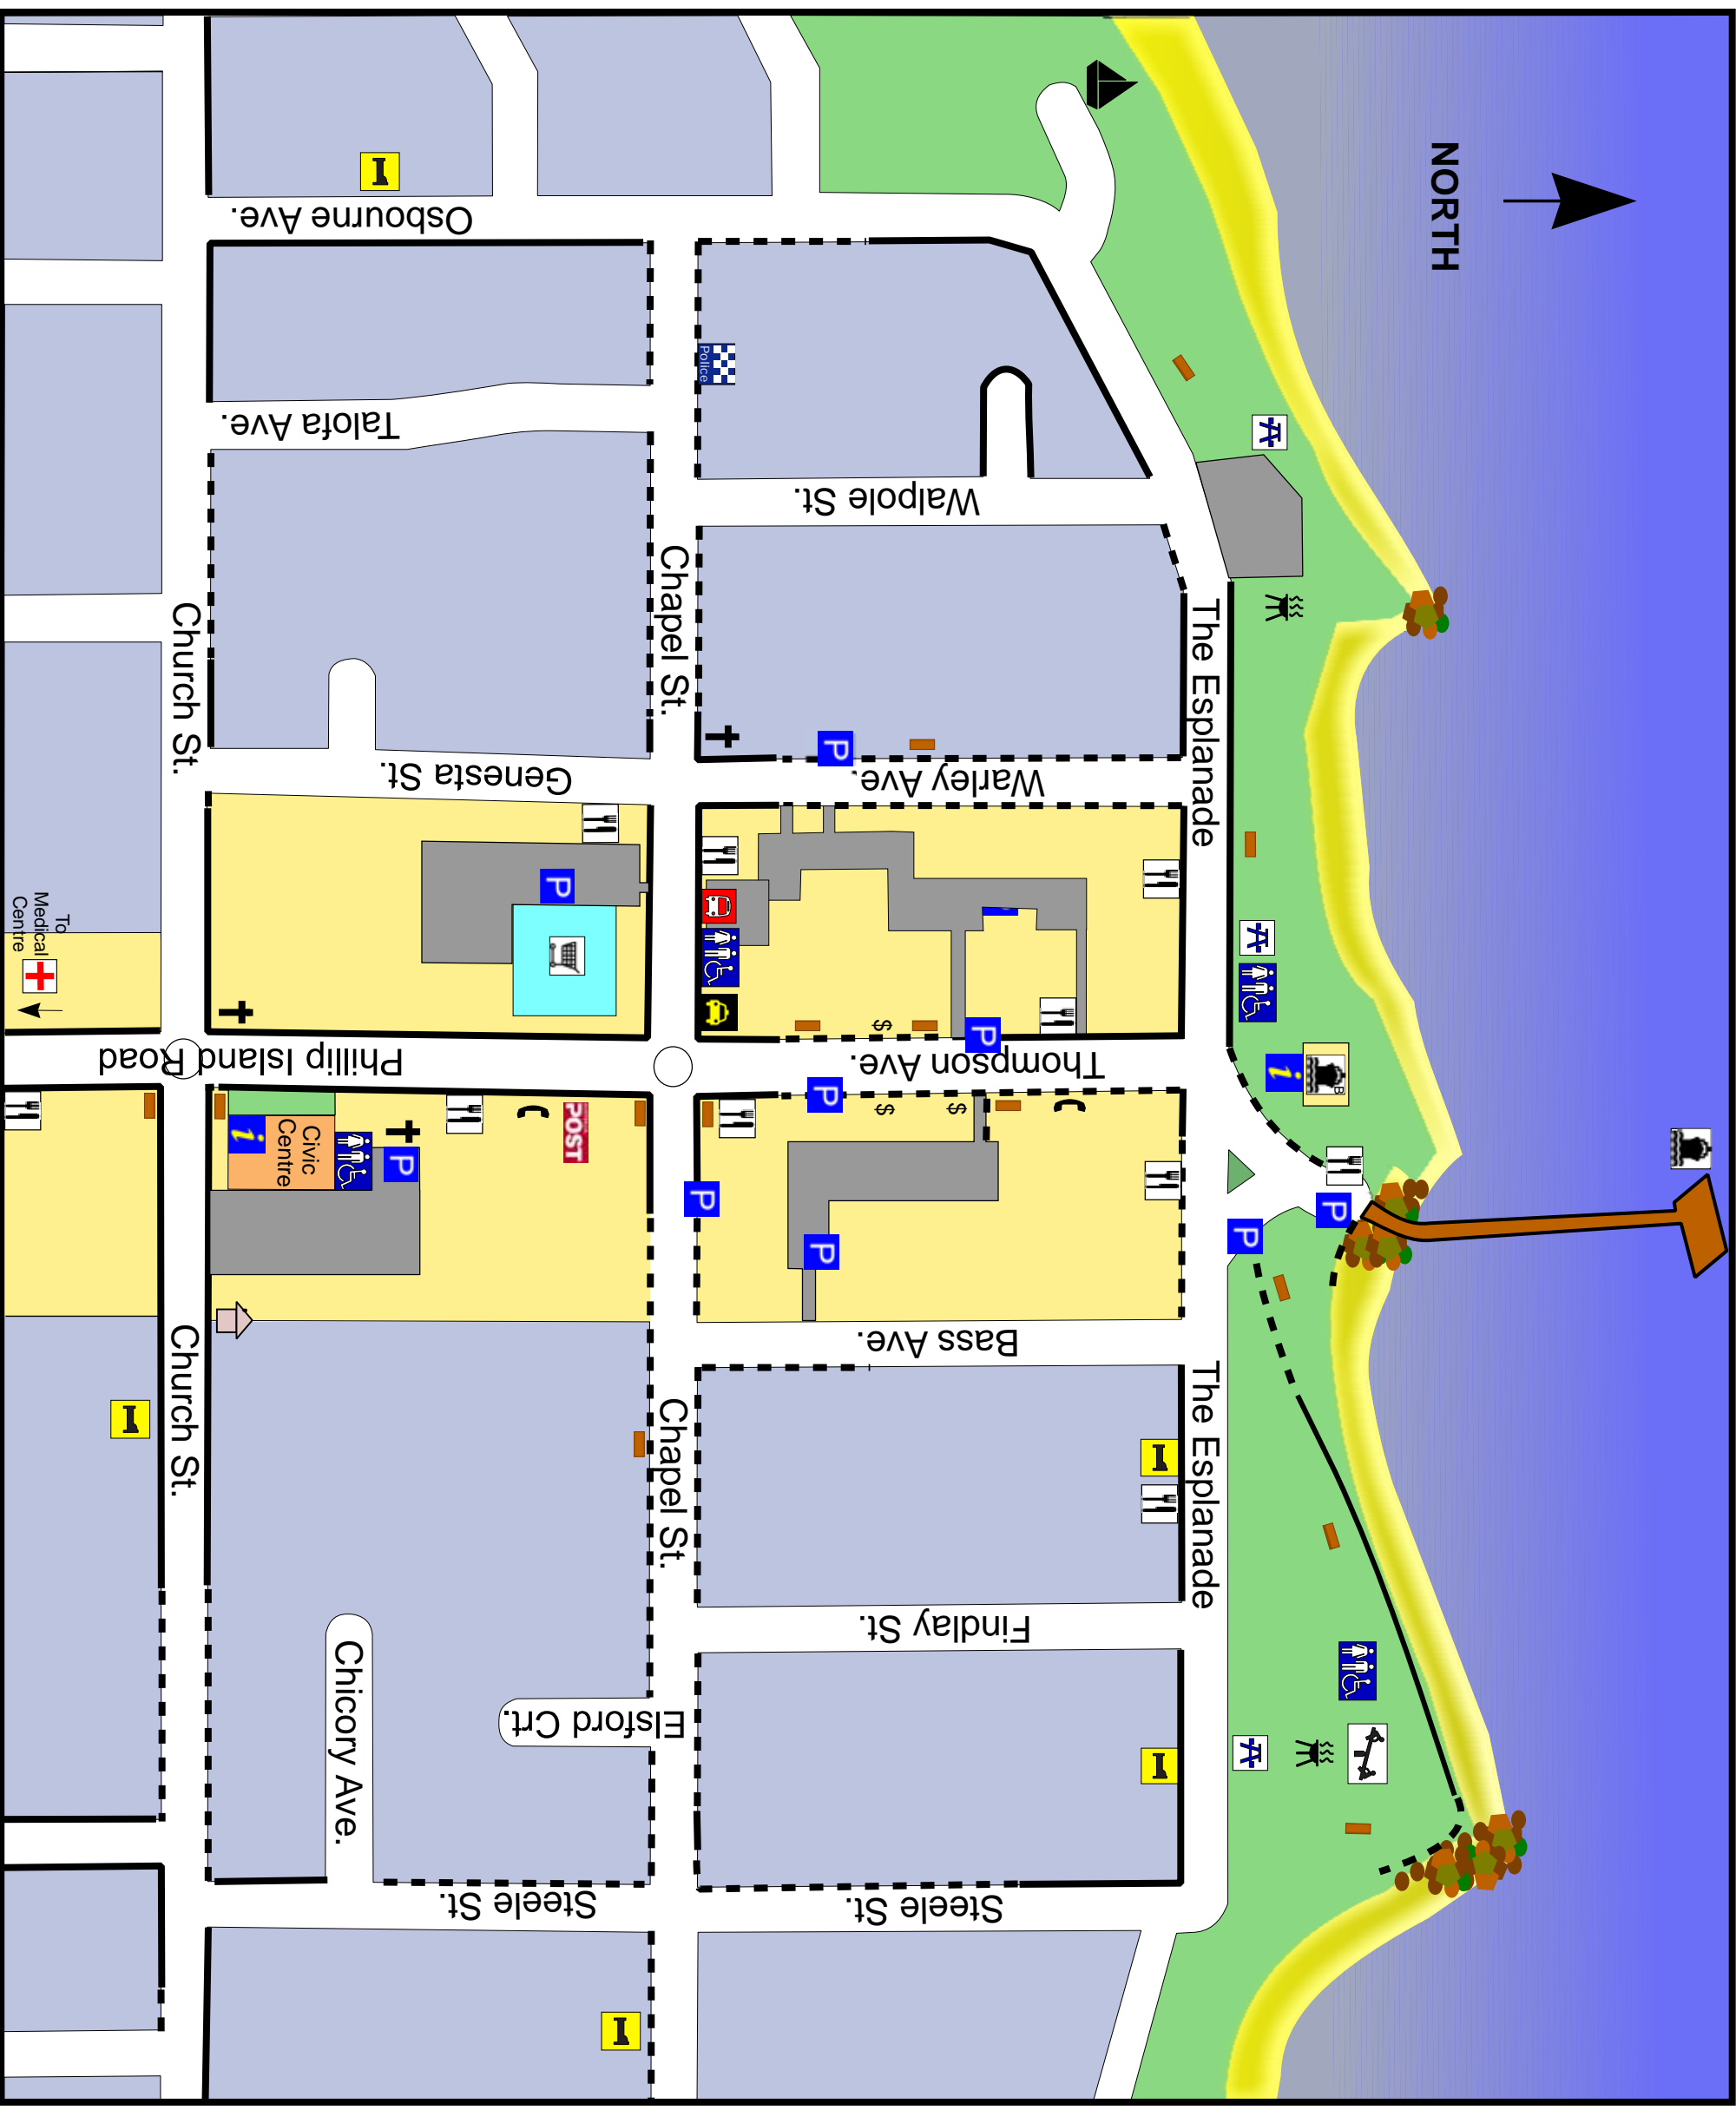 NORTH
Osbourne Ave.
Police
Talofa Ave.
Walpole St.
Church St.
Chapel St.
The Esplanade
Genesta St.
P
Warley Ave.
P
To
Medical
Centre
$
P
Phillip Island Road
Thompson Ave.
i
B
P
$
$
POST
i
Civic
Centre
P
P
P
P
P
Bass Ave.
Church St.
Chapel St.
The Esplanade
Findlay St.
Chicory Ave.
Elsford Crt.
Steele St.
Steele St.